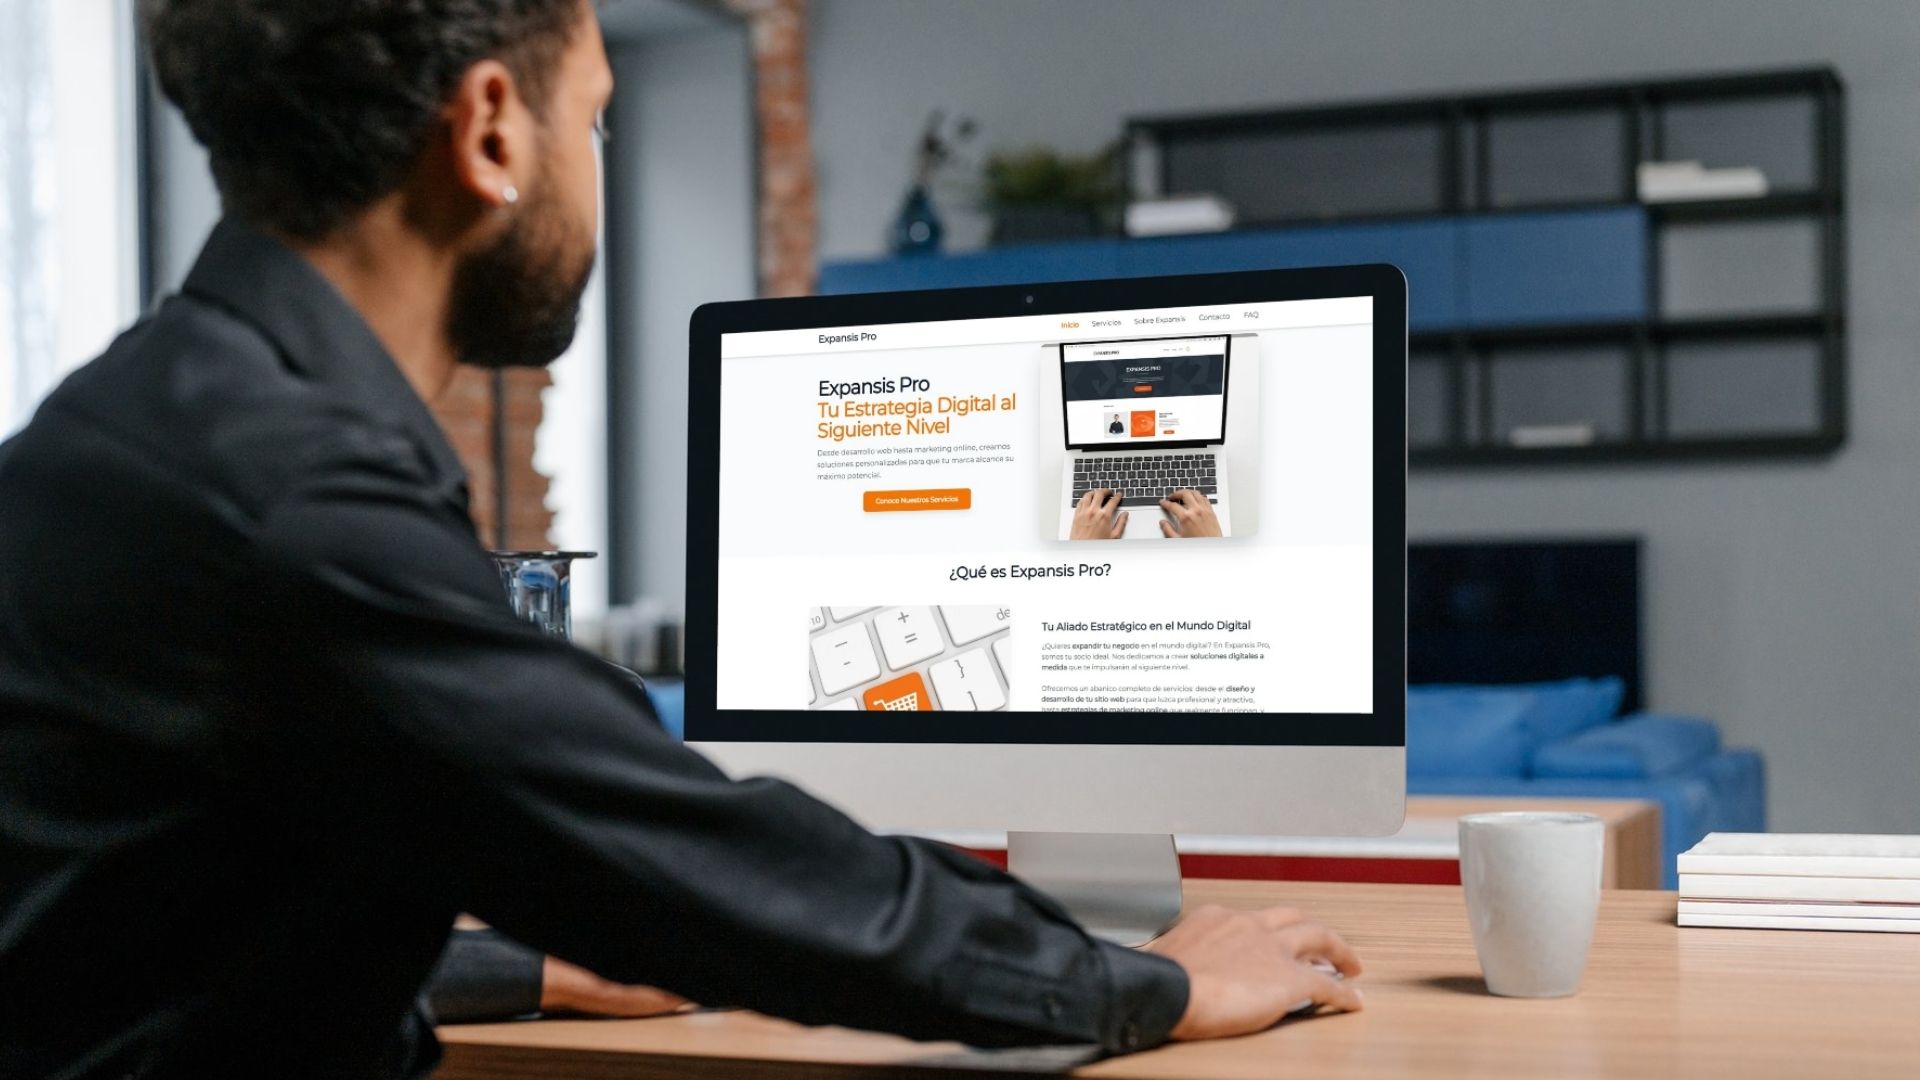 Expansis Pro
Inicio Servicios Sobre Expansis Contacto FAQ
Expansis Pro
Tu Estrategia Digital al
Siguiente Nivel
Desde desarrollo web hasta marketing online, creamos
soluciones personalizadas para que tu marca alcance su
máximo potencial.
Conoce Nuestros Servicios
EXPANSIS PRO
¿Qué es Expansis Pro?
Tu Aliado Estratégico en el Mundo Digital
¿Quieres expandir tu negocio en el mundo digital? En Expansis Pro,
somos tu socio ideal. Nos dedicamos a crear soluciones digitales a
medida que te impulsarán al siguiente nivel.
Ofrecemos un abanico completo de servicios: desde el diseño y
desarrollo de tu sitio web para que luzca profesional y atractivo,
hasta estrategias de marketing online que realmente funcionan, y